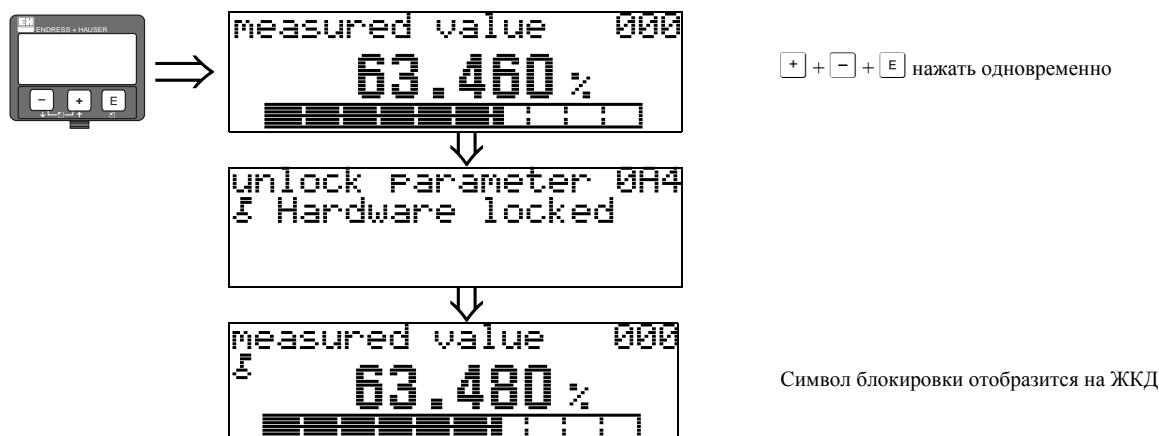 EH
ENDRESS + HAUSER
- + E
measured value 000
63.460 %
+ + - + E нажать одновременно
unlock parameter 0A4
Hardware locked
measured value 000
63.480 %
Символ блокировки отобразится на ЖКД